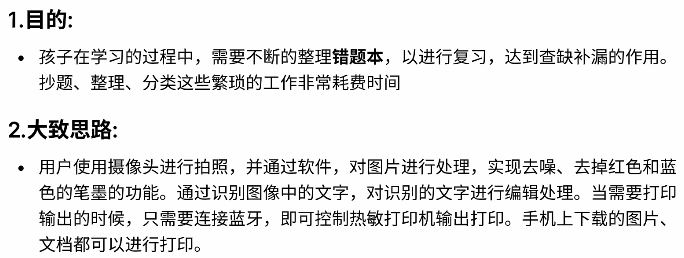 1.目的:
• 孩子在学习的过程中，需要不断的整理错题本，以进行复习，达到查缺补漏的作用。
抄题、整理、分类这些繁琐的工作非常耗费时间
2.大致思路:
• 用户使用摄像头进行拍照，并通过软件，对图片进行处理，实现去噪、去掉红色和蓝
色的笔墨的功能。通过识别图像中的文字，对识别的文字进行编辑处理。当需要打印
输出的时候，只需要连接蓝牙，即可控制热敏打印机输出打印。手机上下载的图片、
文档都可以进行打印。